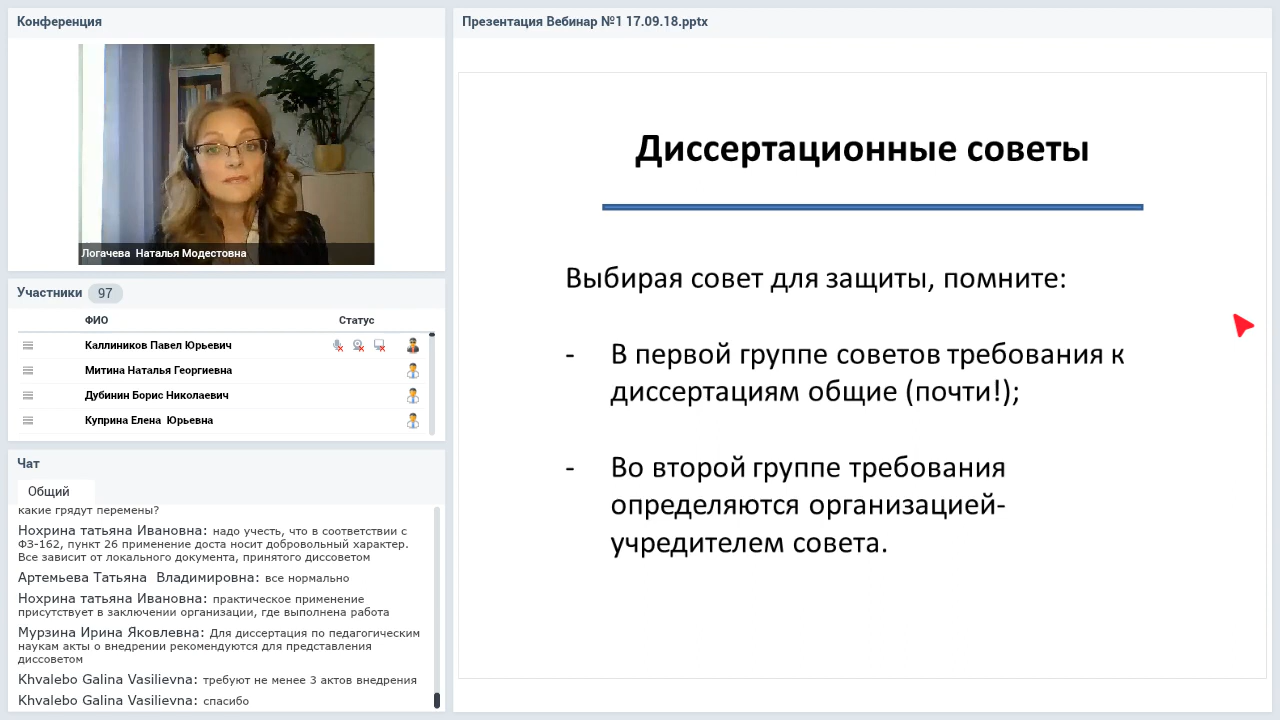 Конференция
Логачева Наталья Модестовна
Участники 97
ФИО Статус
Каллиников Павел Юрьевич
Митина Наталья Георгиевна
Дубинин Борис Николаевич
Куприна Елена Юрьевна
Чат
Общий
какие грядут перемены?
Нохрина татьяна Ивановна: надо учесть, что в соответствии с
ФЗ-162, пункт 26 применение доста носит добровольный характер.
Все зависит от локального документа, принятого диссоветом
Артемьева Татьяна Владимировна: все нормально
Нохрина татьяна Ивановна: практическое применение
присутствует в заключении организации, где выполнена работа
Мурзина Ирина Яковлевна: Для диссертация по педагогическим
наукам акты о внедрении рекомендуются для представления
диссоветом
Khvalebo Galina Vasilievna: требуют не менее 3 актов внедрения
Khvalebo Galina Vasilievna: спасибо
Презентация Вебинар №1 17.09.18.pptx
Диссертационные советы
Выбирая совет для защиты, помните:
- В первой группе советов требования к
диссертациям общие (почти!);
- Во второй группе требования
определяются организацией-
учредителем совета.